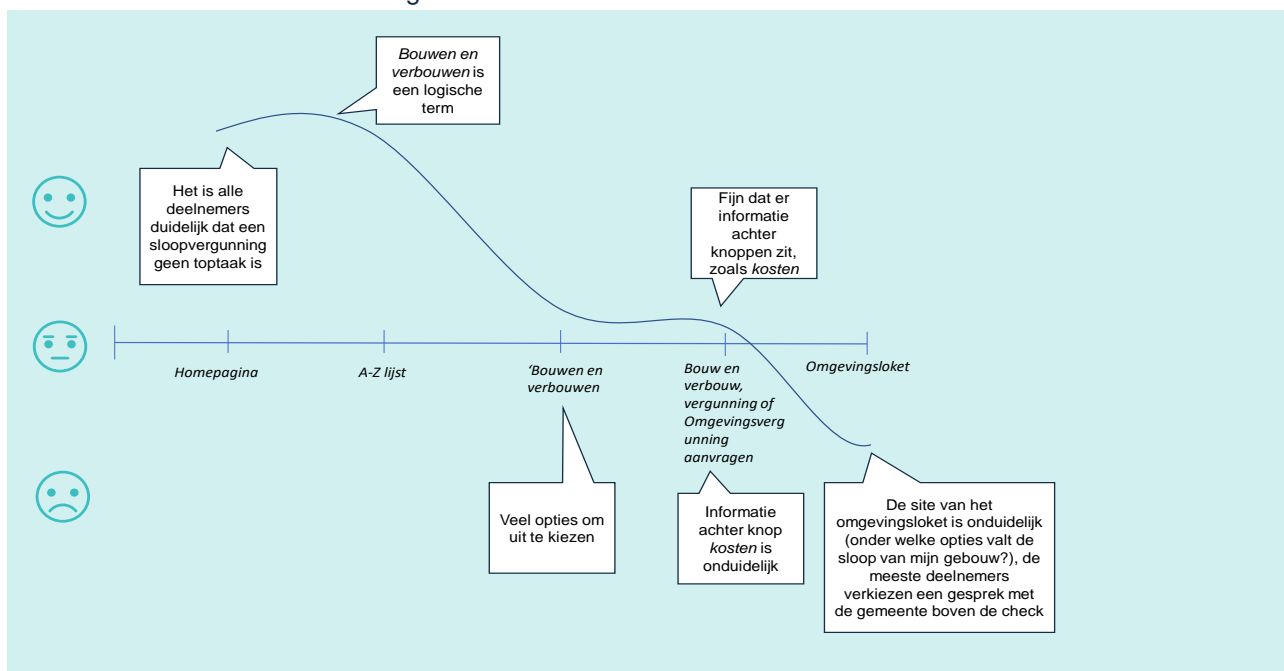 Bouwen en
verbouwen is
een logische
term
Het is alle
deelnemers
duidelijk dat een
sloopvergunning
geen toptaak is
Fijn dat er
informatie
achter
knoppen zit,
zoals kosten
Homepagina
A-Z lijst
‘Bouwen en
verbouwen
Bouw en
verbouw,
vergunning of
Omgevingsverg
unning
aanvragen
Omgevingsloket
Veel opties om
uit te kiezen
Informatie
achter knop
kosten is
onduidelijk
De site van het
omgevingsloket is onduidelijk
(onder welke opties valt de
sloop van mijn gebouw?), de
meeste deelnemers
verkiezen een gesprek met
de gemeente boven de check